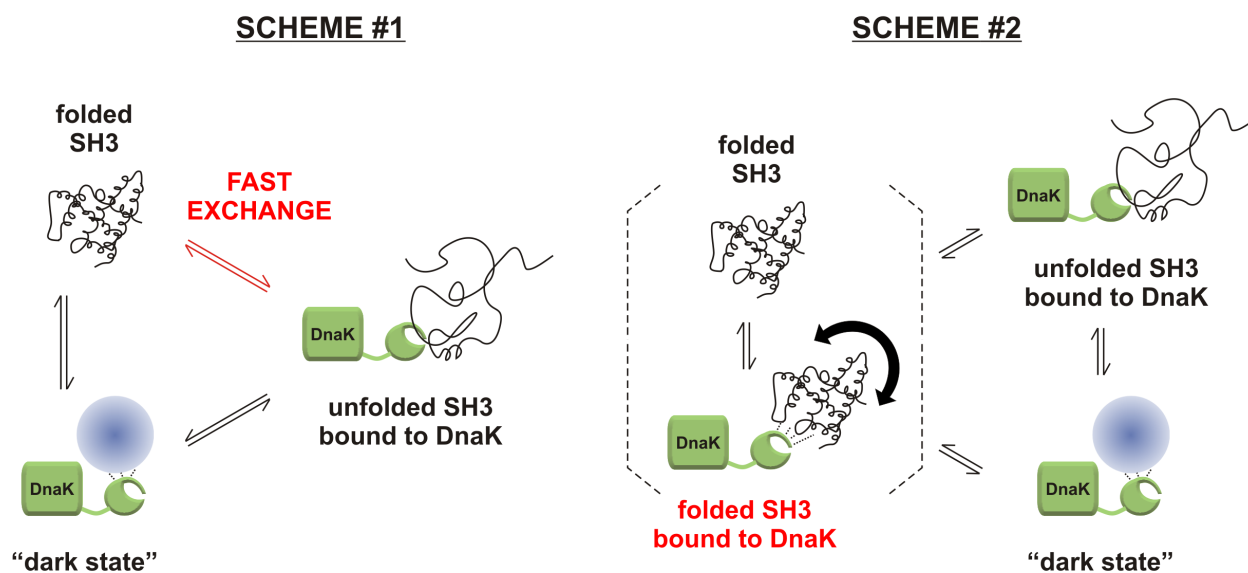 SCHEME #1
folded
SH3
FAST
EXCHANGE
DnaK
unfolded SH3
bound to DnaK
DnaK
“dark state”
SCHEME #2
folded
SH3
DnaK
unfolded SH3
bound to DnaK
DnaK
folded SH3
bound to DnaK
DnaK
“dark state”